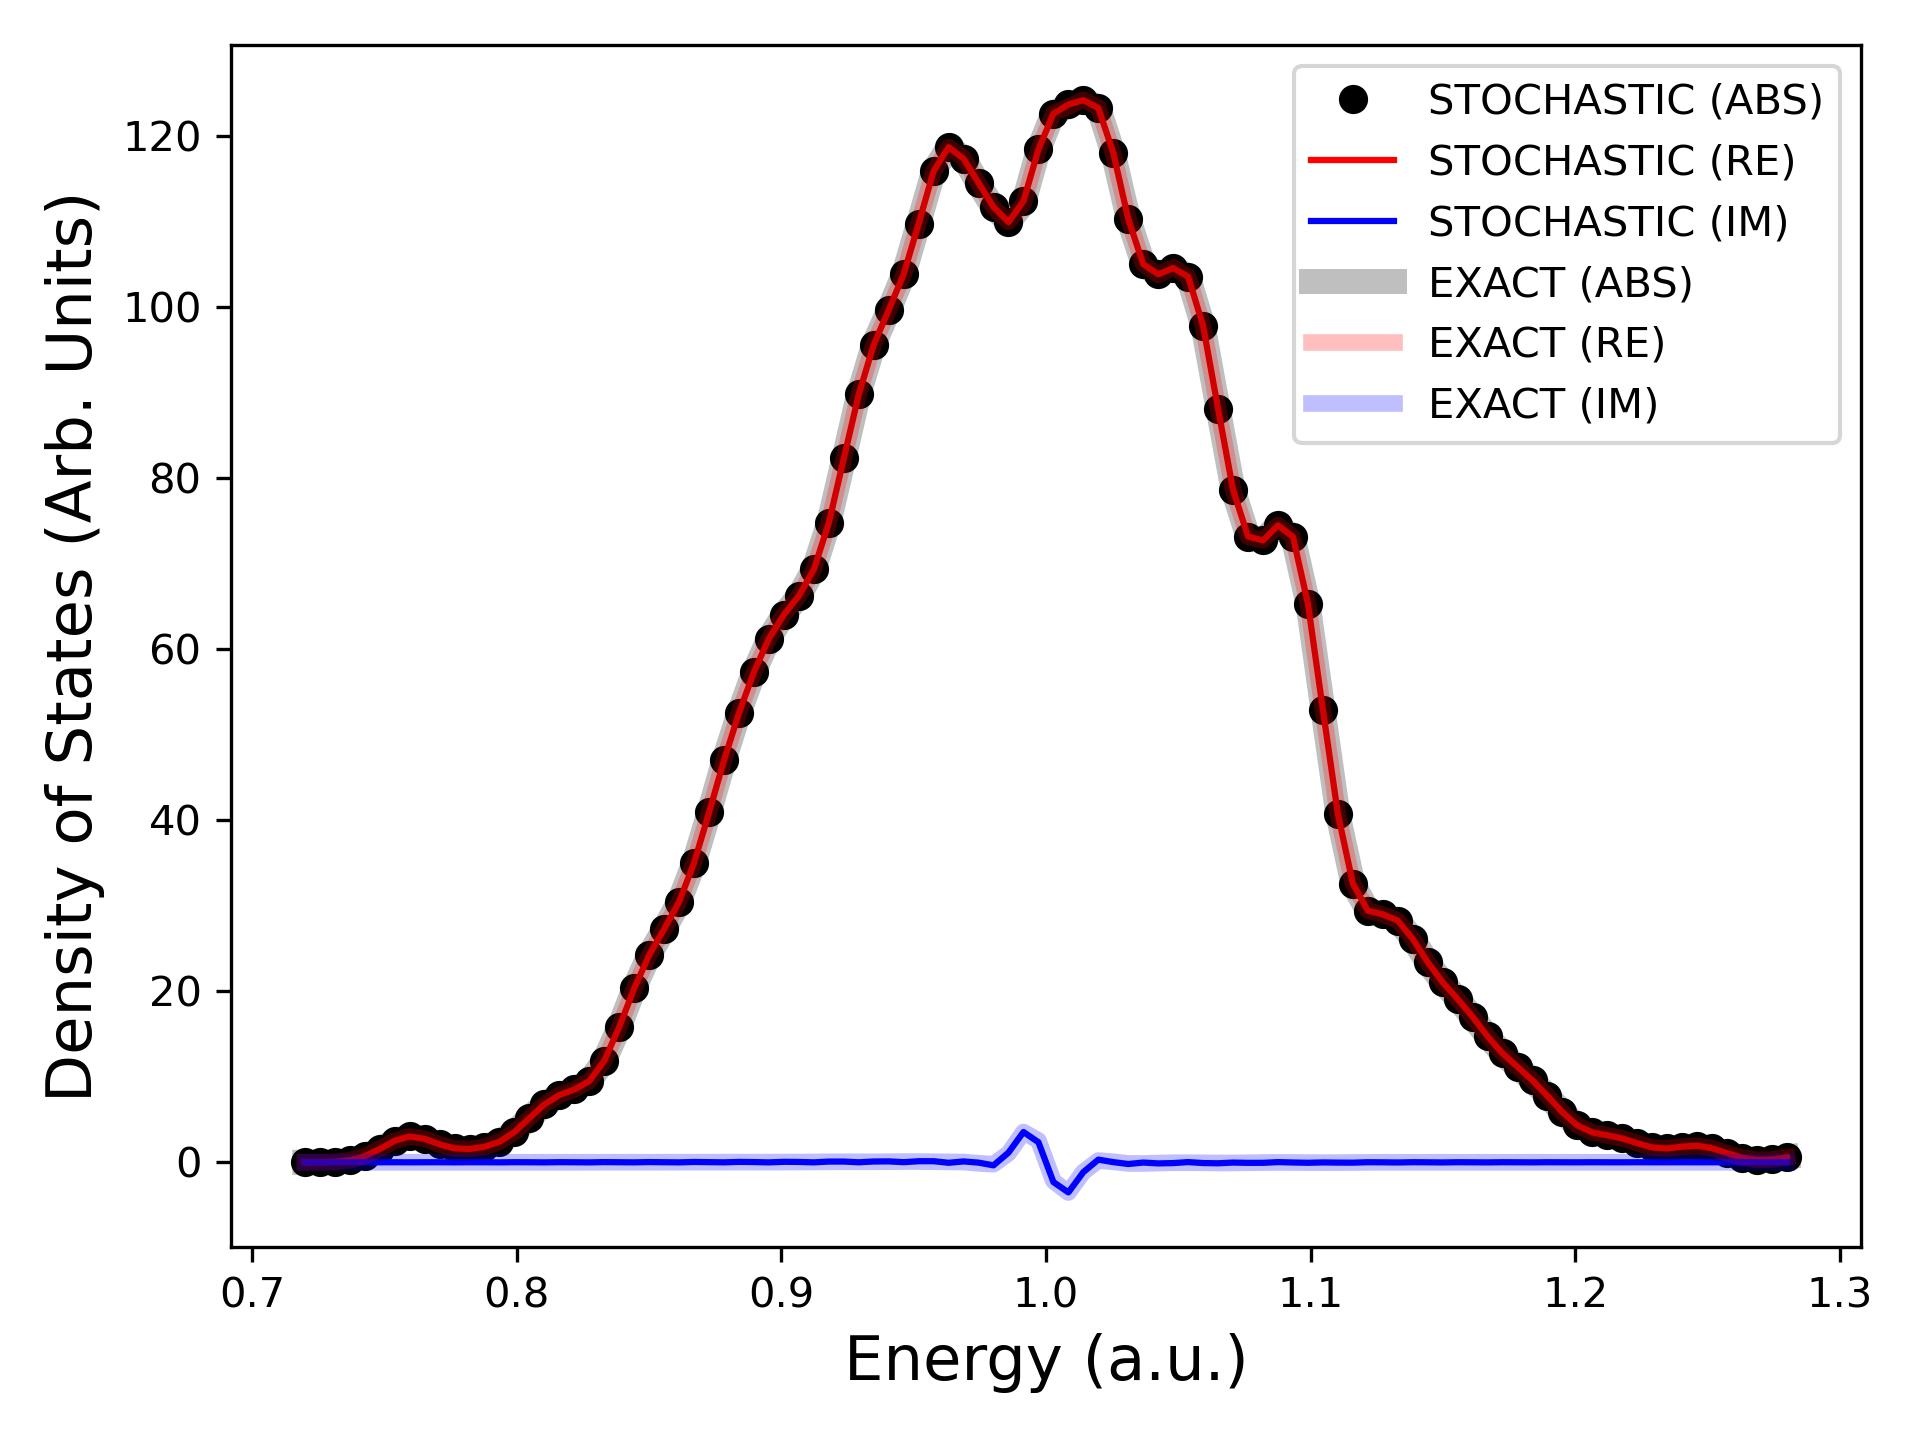 Density of States (Arb. Units)
120
100
80
60
40
20
0
STOCHASTIC (ABS)
STOCHASTIC (RE)
STOCHASTIC (IM)
EXACT (ABS)
EXACT (RE)
EXACT (IM)
0.7 0.8 0.9 1.0 1.1 1.2 1.3
Energy (a.u.)